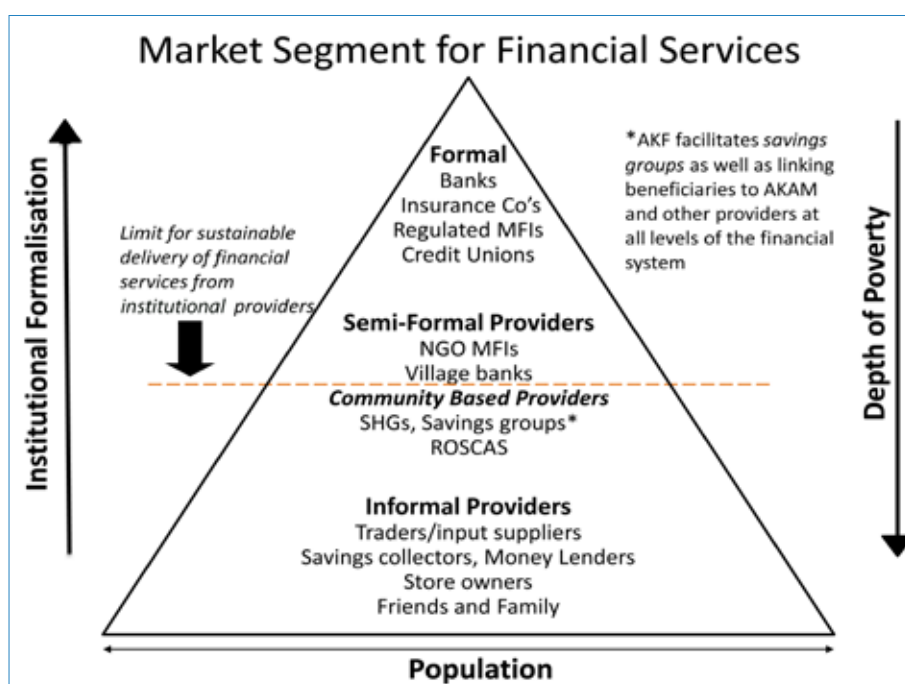 Market Segment for Financial Services
Institutional Formalisation
Limit for sustainable
delivery of financial
services from
institutional providers
Formal
Banks
Insurance Co's
Regulated MFIs
Credit Unions
Semi-Formal Providers
NGO MFIs
Village banks
Community Based Providers
SHGs, Savings groups*
ROSCAS
Informal Providers
Traders/input suppliers
Savings collectors, Money Lenders
Store owners
Friends and Family
*AKF facilitates savings
groups as well as linking
beneficiaries to AKAM
and other providers at
all levels of the financial
system
Depth of Poverty
Population